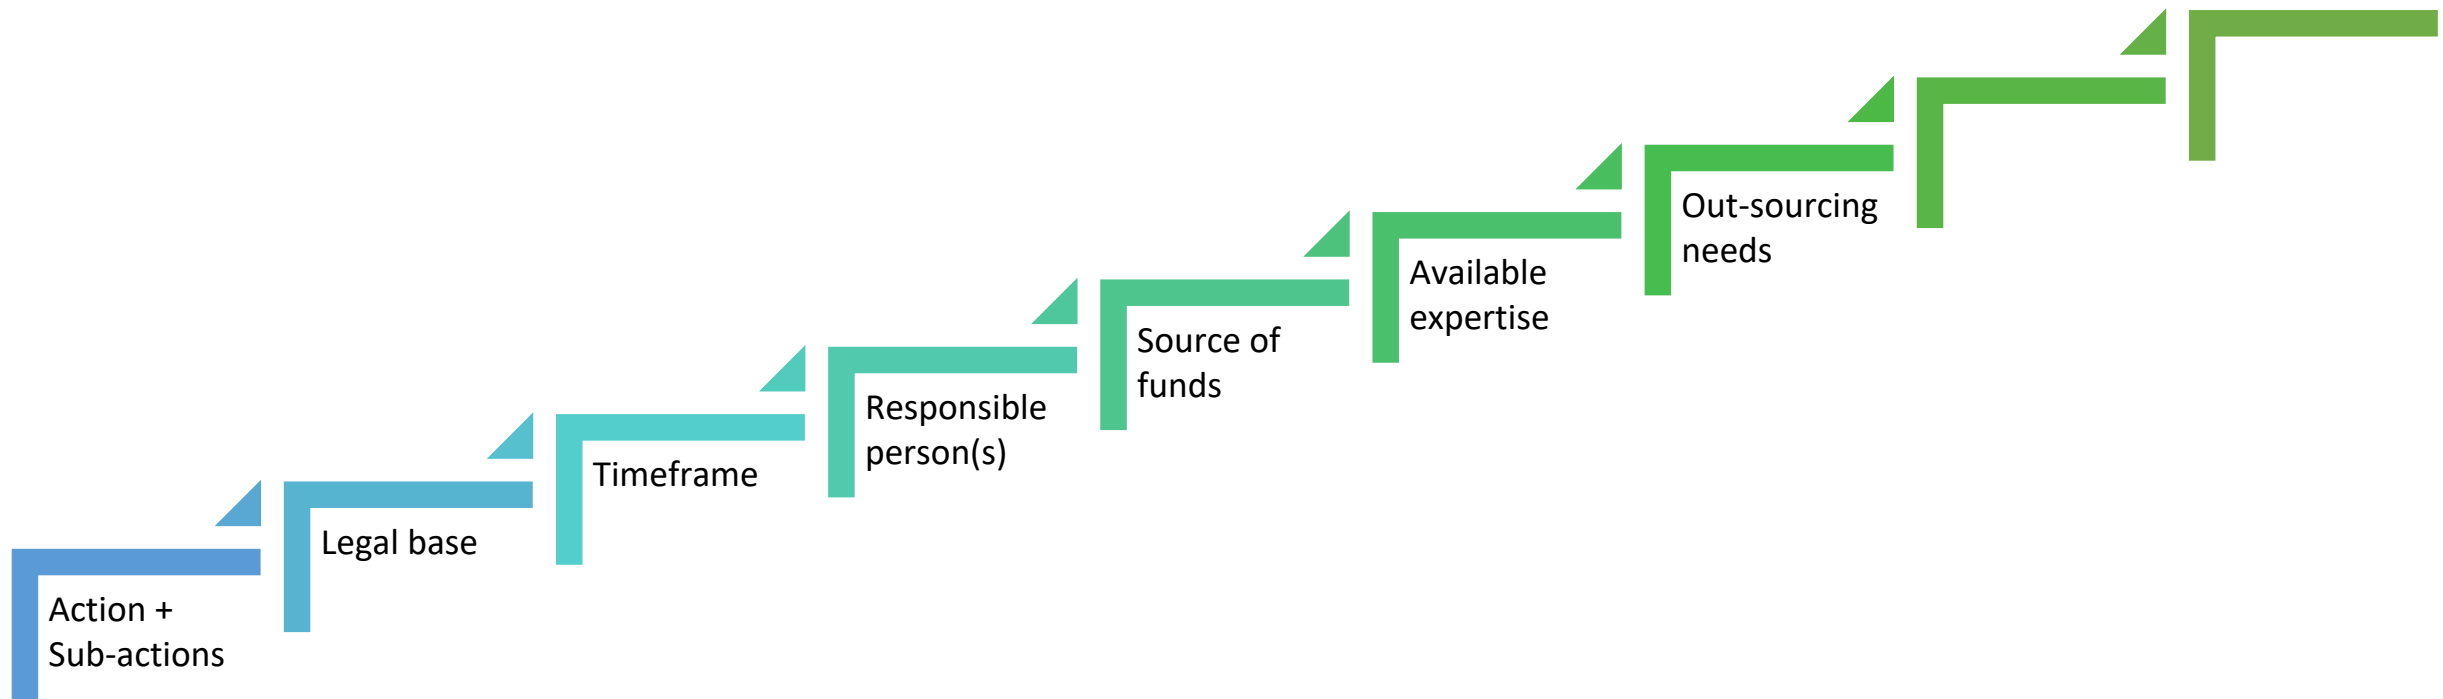 Action +
Sub-actions
Legal base
Timeframe
Responsible
person(s)
Source of
funds
Available
expertise
Out-sourcing
needs